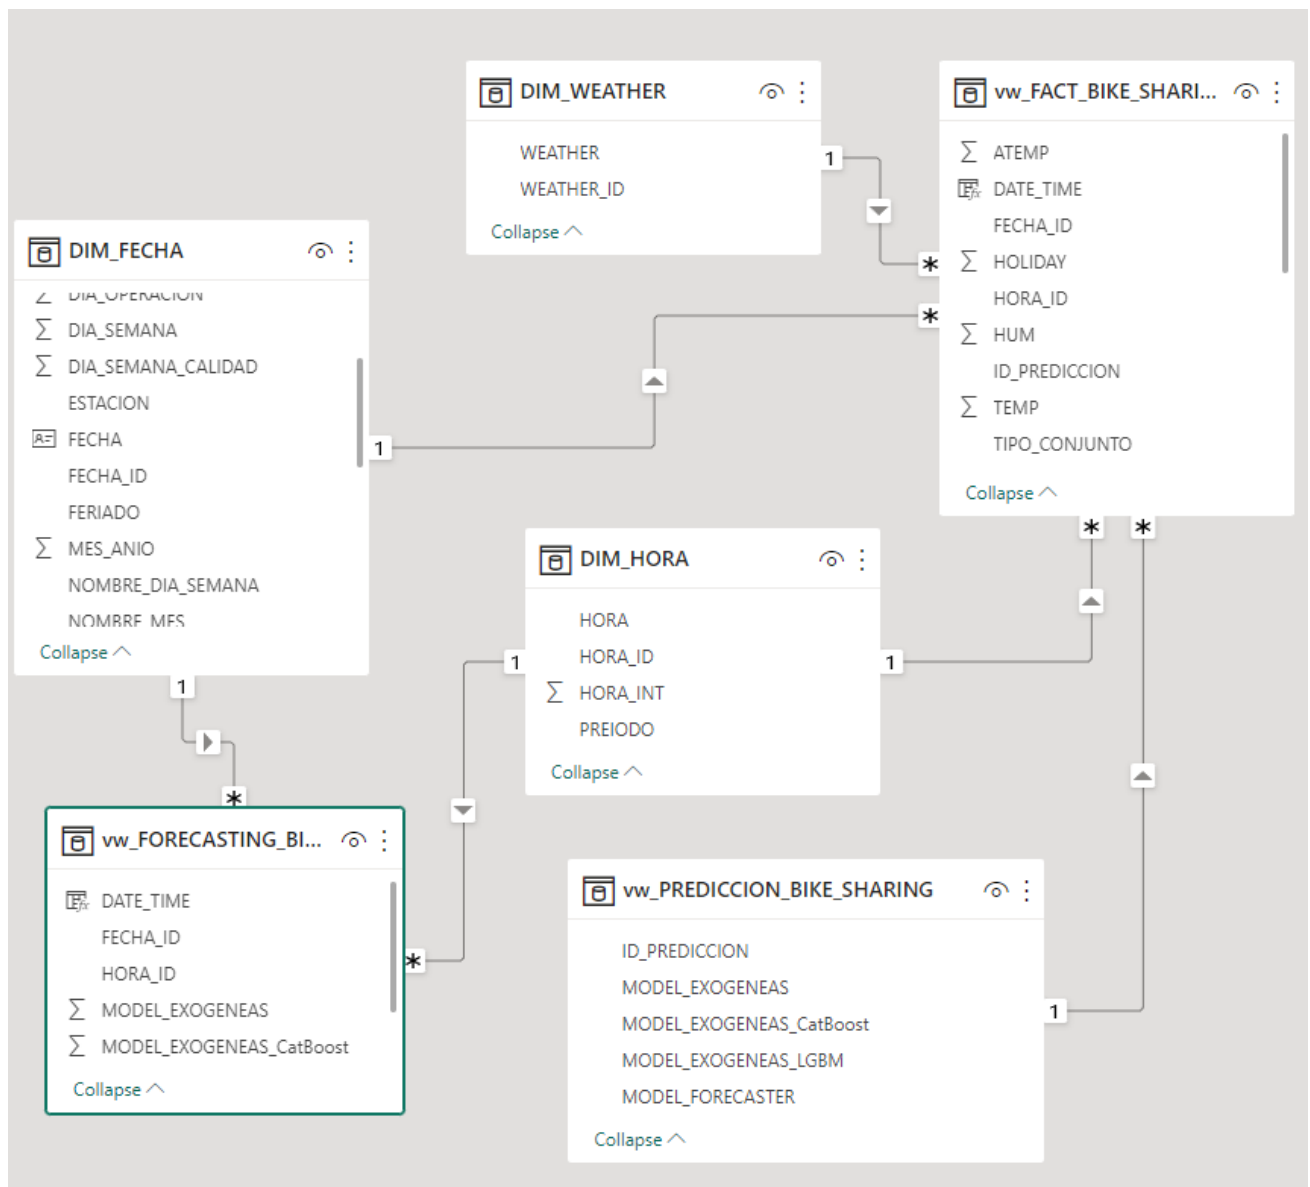 DIM_WEATHER
WEATHER
WEATHER_ID
Collapse
1
*
vw_FACT_BIKE_SHARI...
ATEMP
DATE_TIME
FECHA_ID
HOLIDAY
HORA_ID
HUM
ID_PREDICCION
TEMP
TIPO_CONJUNTO
Collapse
*
*
*
DIM_FECHA
DIA_OPERACION
DIA_SEMANA
DIA_SEMANA_CALIDAD
ESTACION
FECHA
FECHA_ID
FERIADO
MES_ANIO
NOMBRE_DIA_SEMANA
NOMBRE_MES
Collapse
1
1
*
DIM_HORA
HORA
HORA_ID
HORA_INT
PREIODO
Collapse
1
1
vw_FORECASTING_BI...
DATE_TIME
FECHA_ID
HORA_ID
MODEL_EXOGENEAS
MODEL_EXOGENEAS_CatBoost
Collapse
*
vw_PREDICCION_BIKE_SHARING
ID_PREDICCION
MODEL_EXOGENEAS
MODEL_EXOGENEAS_CatBoost
MODEL_EXOGENEAS_LGBM
MODEL_FORECASTER
Collapse
1